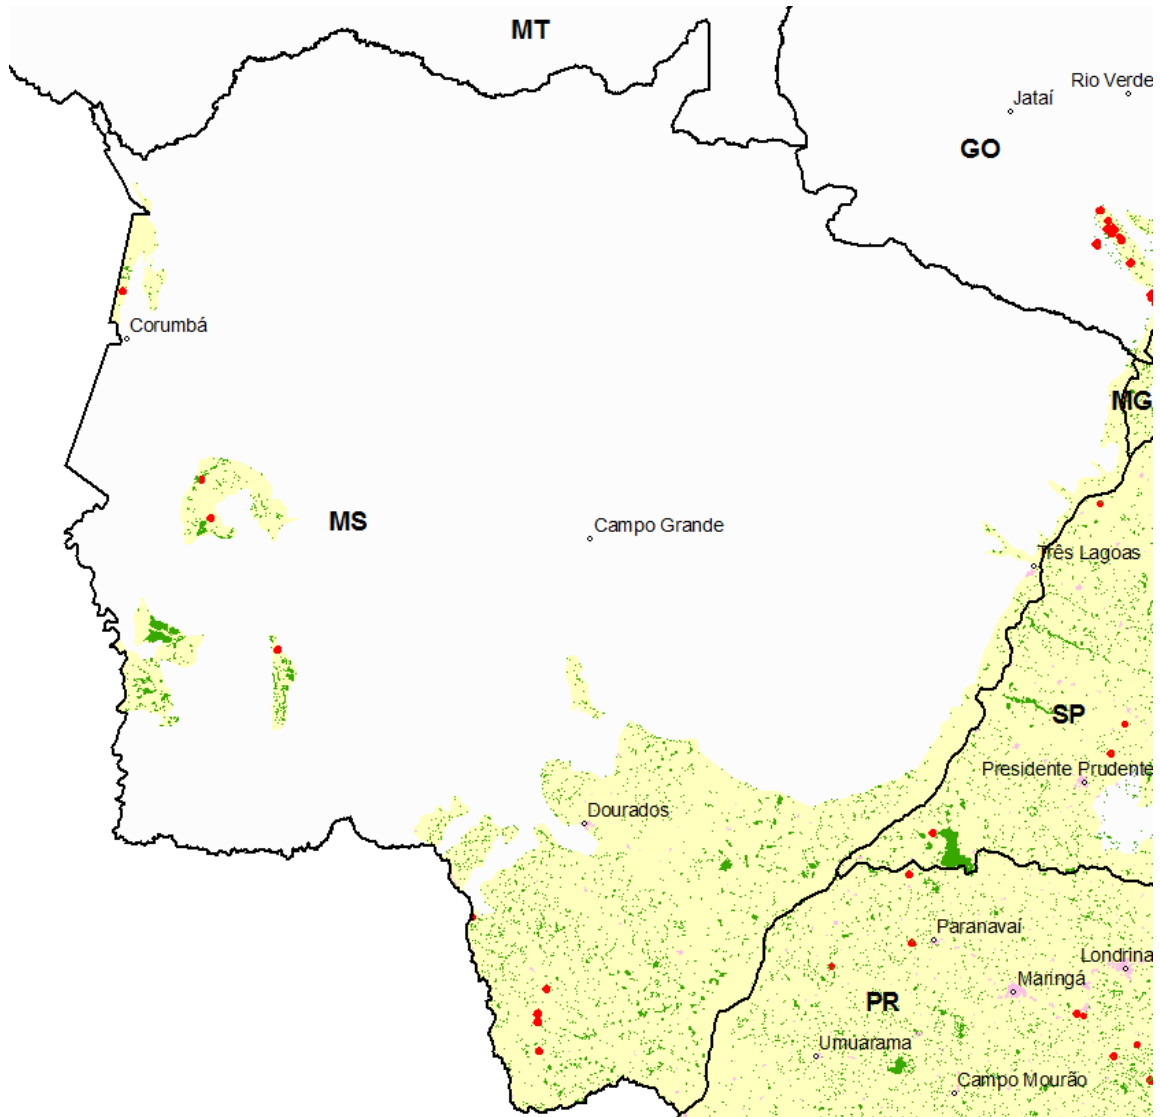 MT
Rio Verde
Jataí
GO
Corumbá
MG
MS
Campo Grande
Três Lagoas
SP
Presidente Prudente
Dourados
Paranavaí
Londrina
Maringá
PR
Umuarama
Campo Mourão